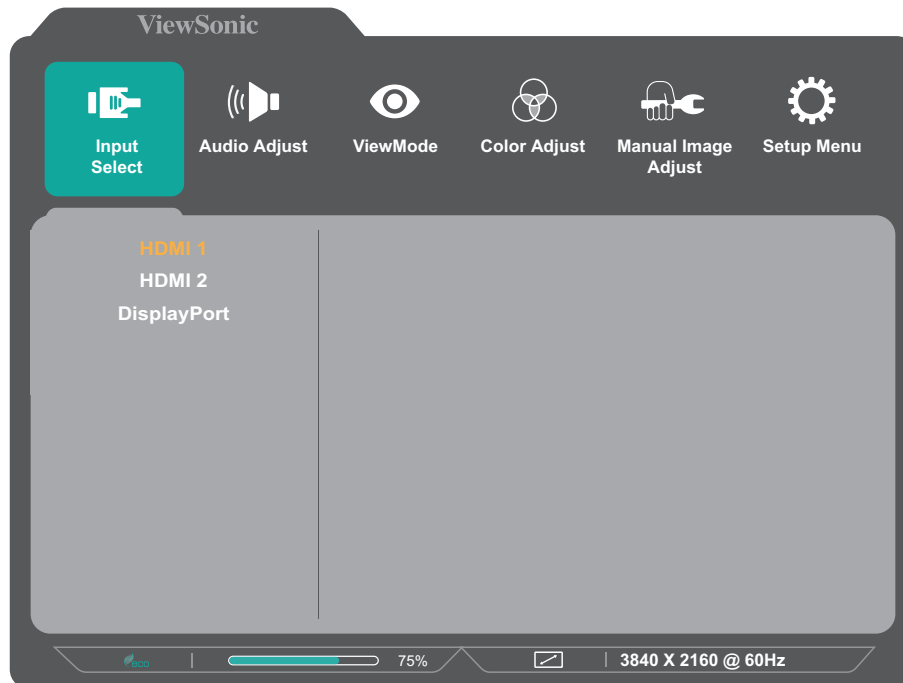 ViewSonic
Input
Select
Audio Adjust
ViewMode
Color Adjust
Manual Image
Adjust
Setup Menu
HDMI 1
HDMI 2
DisplayPort
eco
75%
3840 X 2160 @ 60Hz